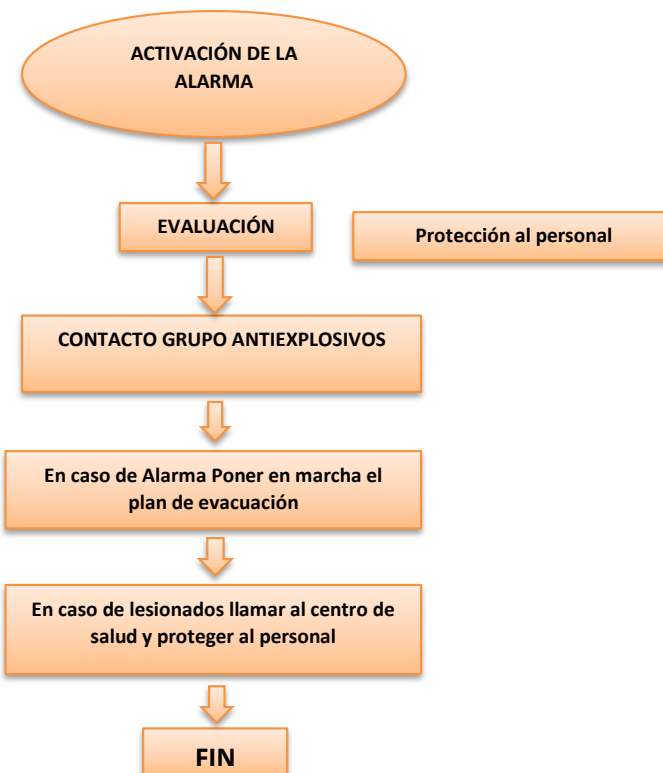 ACTIVACIÓN DE LA
ALARMA
EVALUACIÓN
Protección al personal
CONTACTO GRUPO ANTIEXPLOSIVOS
En caso de Alarma Poner en marcha el
plan de evacuación
En caso de lesionados llamar al centro de
salud y proteger al personal
FIN